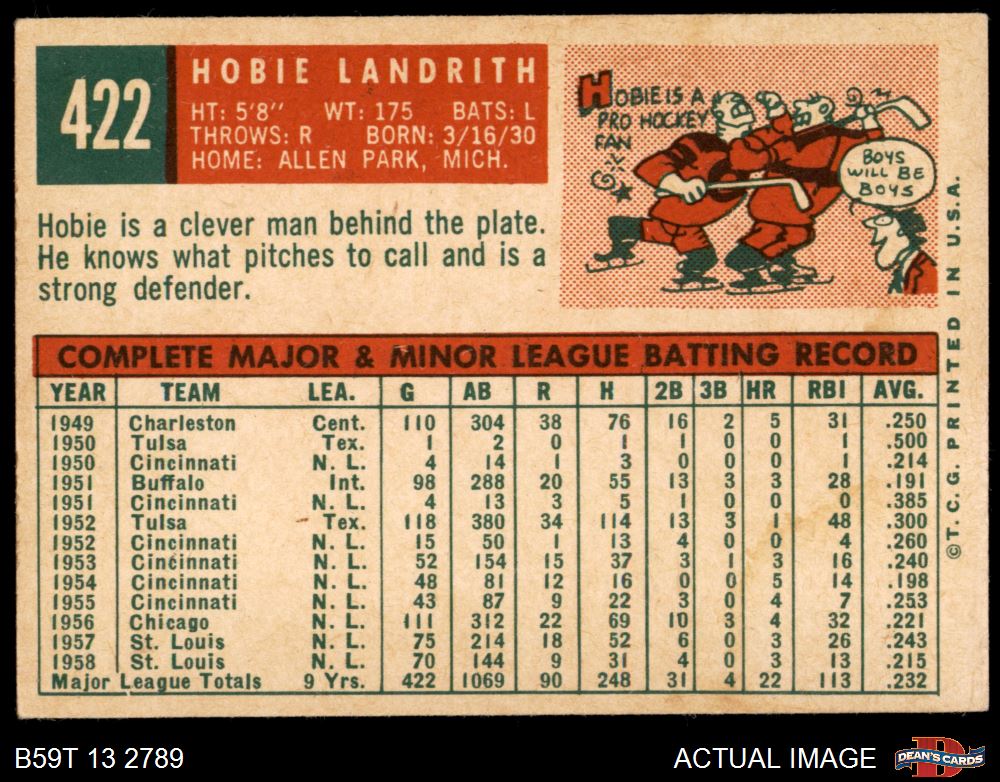 422
HOBIE LANDRITH
HT: 5'8" WT: 175 BATS: L
THROWS: R BORN: 3/16/30
HOME: ALLEN PARK, MICH.
HOBIE IS A
PRO HOCKEY
FAN
BOYS
WILL BE
BOYS
Hobie is a clever man behind the plate.
He knows what pitches to call and is a
strong defender.
COMPLETE MAJOR & MINOR LEAGUE BATTING RECORD
YEAR TEAM LEA. G AB R H 2B 3B HR RBI AVG.
1949 Charleston Cent. 110 304 38 76 16 2 5 31 .250
1950 Tulsa Tex. 1 2 0 1 1 0 0 1 .500
1950 Cincinnati N. L. 4 14 1 3 0 0 0 1 .214
1951 Buffalo Int. 98 288 20 55 13 3 3 28 .191
1951 Cincinnati N. L. 4 13 3 5 1 0 0 0 .385
1952 Tulsa Tex. 118 380 34 114 13 3 1 48 .300
1952 Cincinnati N. L. 15 50 1 13 4 0 0 4 .260
1953 Cincinnati N. L. 52 154 15 37 3 1 3 16 .240
1954 Cincinnati N. L. 48 81 12 16 0 0 5 14 .198
1955 Cincinnati N. L. 43 87 9 22 3 0 4 7 .253
1956 Chicago N. L. 111 312 22 69 10 3 4 32 .221
1957 St. Louis N. L. 75 214 18 52 6 0 3 26 .243
1958 St. Louis N. L. 70 144 9 31 4 0 3 13 .215
Major League Totals 9 Yrs. 422 1069 90 248 31 4 22 113 .232
©T.C.G. PRINTED IN U.S.A.
B59T 13 2789
ACTUAL IMAGE
D
DEAN'S CARDS